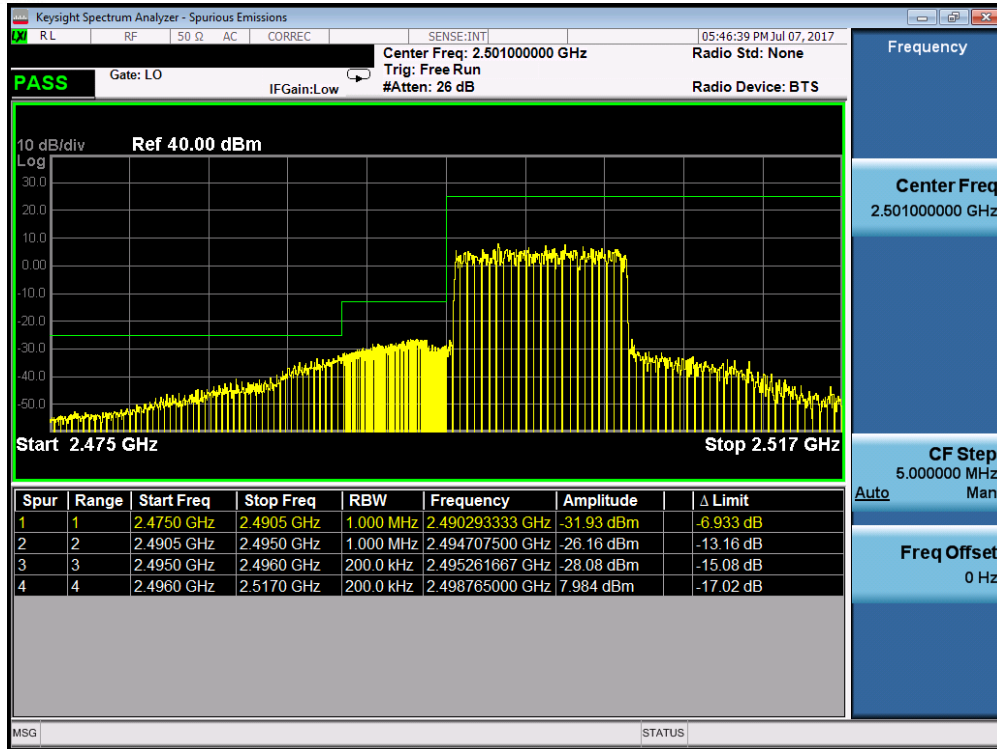 Keysight Spectrum Analyzer - Spurious Emissions
LXI RL RF 50 Ω AC CORREC SENSE:INT 05:46:39 PM Jul 07, 2017
Center Freq: 2.501000000 GHz Radio Std: None
PASS Gate: LO Trig: Free Run
IFGain:Low #Atten: 26 dB Radio Device: BTS
10 dB/div Ref 40.00 dBm
Log
30.0
20.0
10.0
0.00
-10.0
-20.0
-30.0
-40.0
-50.0
Start 2.475 GHz Stop 2.517 GHz
Spur Range Start Freq Stop Freq RBW Frequency Amplitude Δ Limit
1 1 2.4750 GHz 2.4905 GHz 1.000 MHz 2.490293333 GHz -31.93 dBm -6.933 dB
2 2 2.4905 GHz 2.4950 GHz 1.000 MHz 2.494707500 GHz -26.16 dBm -13.16 dB
3 3 2.4950 GHz 2.4960 GHz 200.0 kHz 2.495261667 GHz -28.08 dBm -15.08 dB
4 4 2.4960 GHz 2.5170 GHz 200.0 kHz 2.498765000 GHz 7.984 dBm -17.02 dB
MSG STATUS
Frequency
Center Freq
2.501000000 GHz
CF Step
5.000000 MHz
Auto Man
Freq Offset
0 Hz